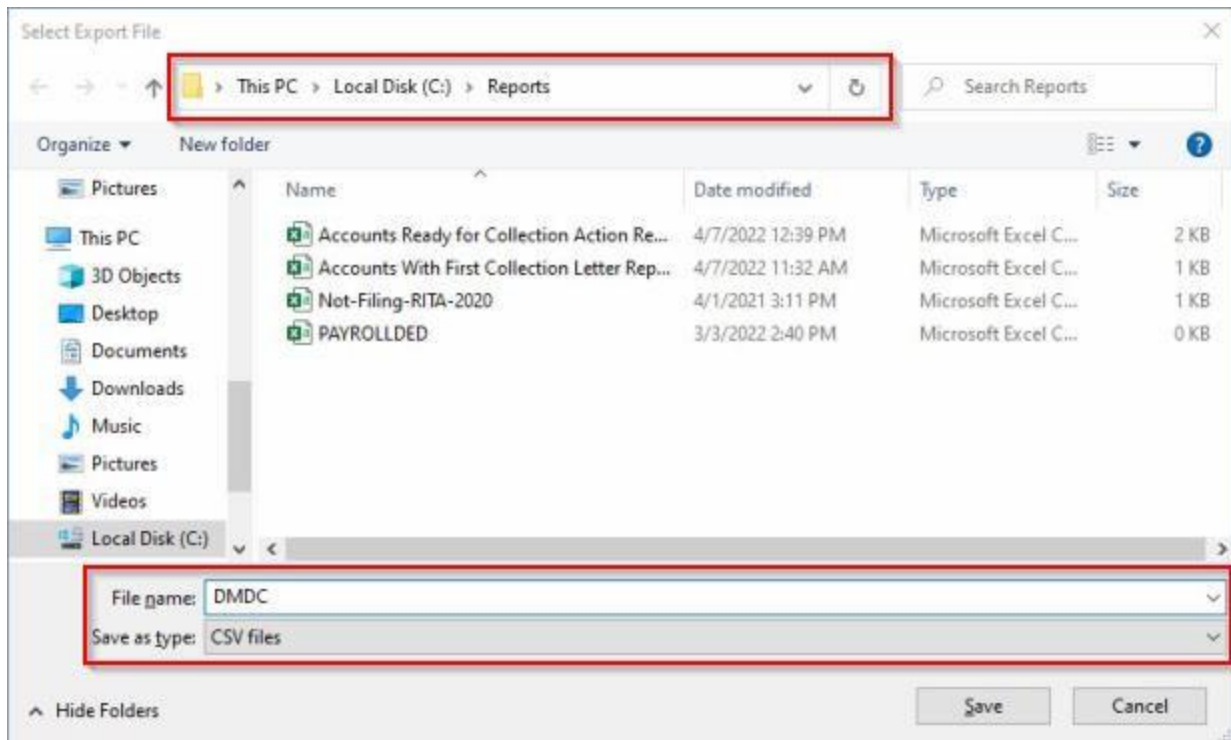 Select Export File
This PC > Local Disk (C:) > Reports
Search Reports
Organize
New folder
Name Date modified Type Size
Pictures
This PC
3D Objects
Desktop
Documents
Downloads
Music
Pictures
Videos
Local Disk (C:)
Accounts Ready for Collection Action Re... 4/7/2022 12:39 PM Microsoft Excel C... 2 KB
Accounts With First Collection Letter Rep... 4/7/2022 11:32 AM Microsoft Excel C... 1 KB
Not-Filing-RITA-2020 4/1/2021 3:11 PM Microsoft Excel C... 1 KB
PAYROLLDED 3/3/2022 2:40 PM Microsoft Excel C... 0 KB
File name: DMDC
Save as type: CSV files
Hide Folders
Save
Cancel